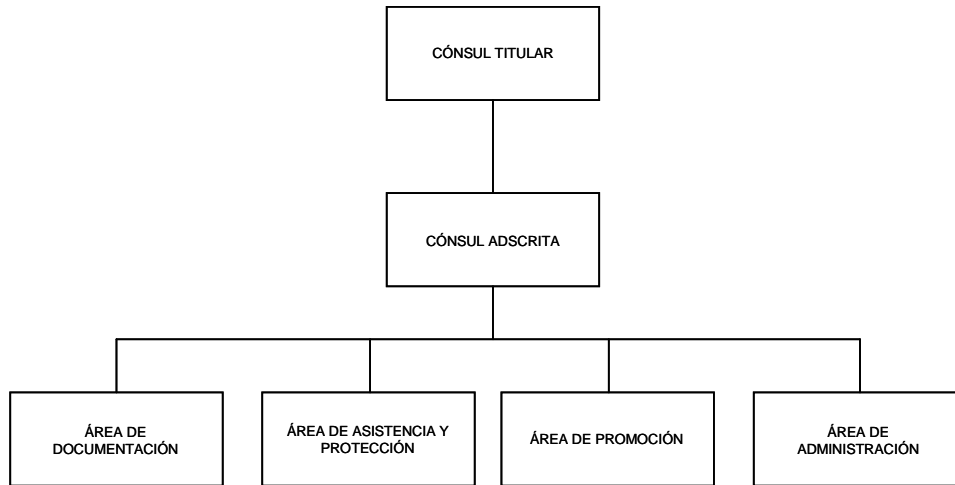 CÓNSUL TITULAR
CÓNSUL ADSCRITA
ÁREA DE
DOCUMENTACIÓN
ÁREA DE ASISTENCIA Y
PROTECCIÓN
ÁREA DE PROMOCIÓN
ÁREA DE
ADMINISTRACIÓN